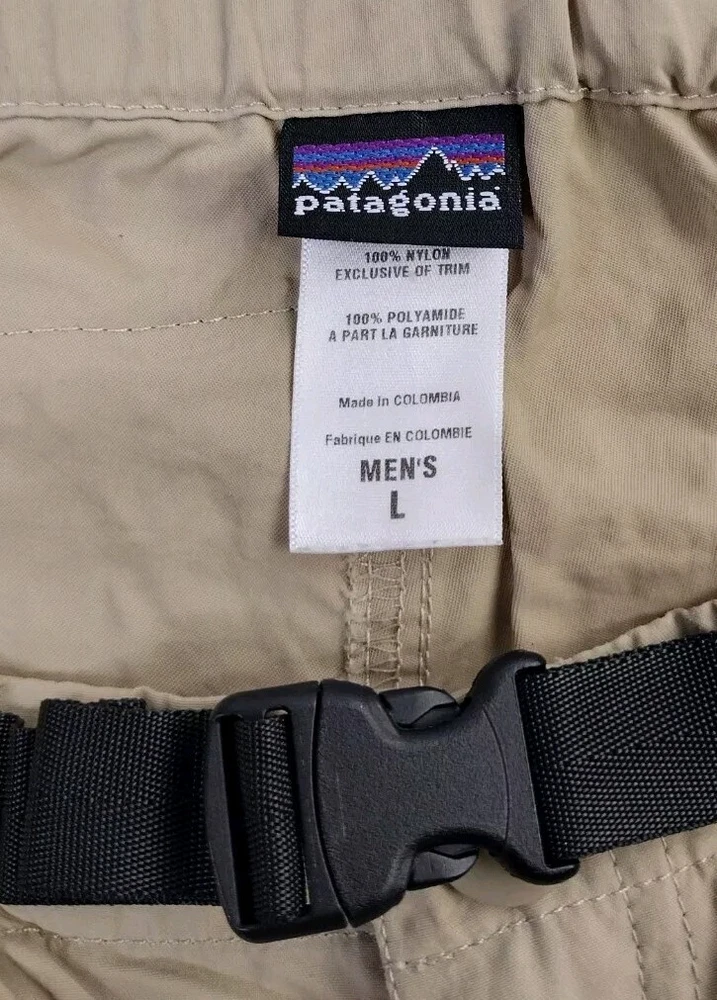 patagonia
100% NYLON
EXCLUSIVE OF TRIM
100% POLYAMIDE
A PART LA GARNITURE
Made in COLOMBIA
Fabrique EN COLOMBIE
MEN'S
L